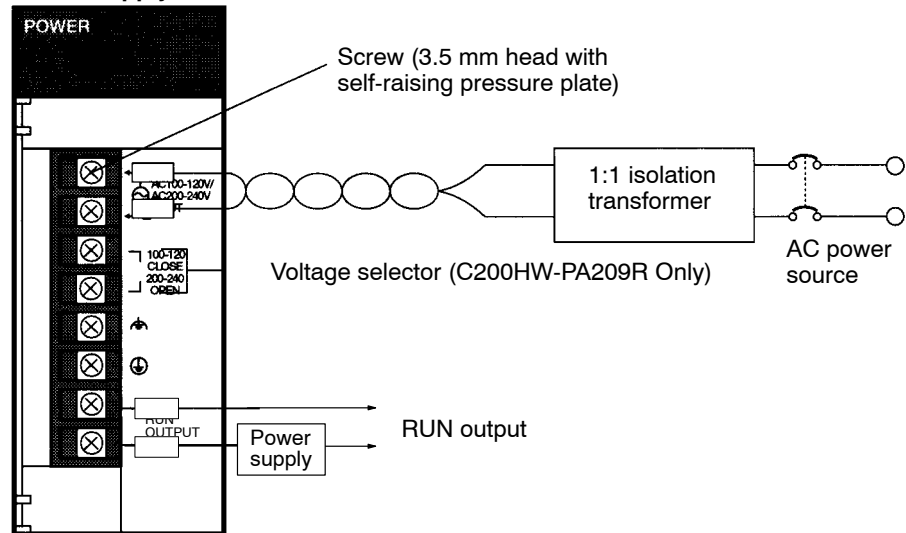 POWER
Screw (3.5 mm head with
self-raising pressure plate)
AC100-120V/
AC200-240V
1:1 isolation
transformer
AC power
source
100-120
CLOSE
200-240
OPEN
Voltage selector (C200HW-PA209R Only)
RUN
OUTPUT
Power
supply
RUN output